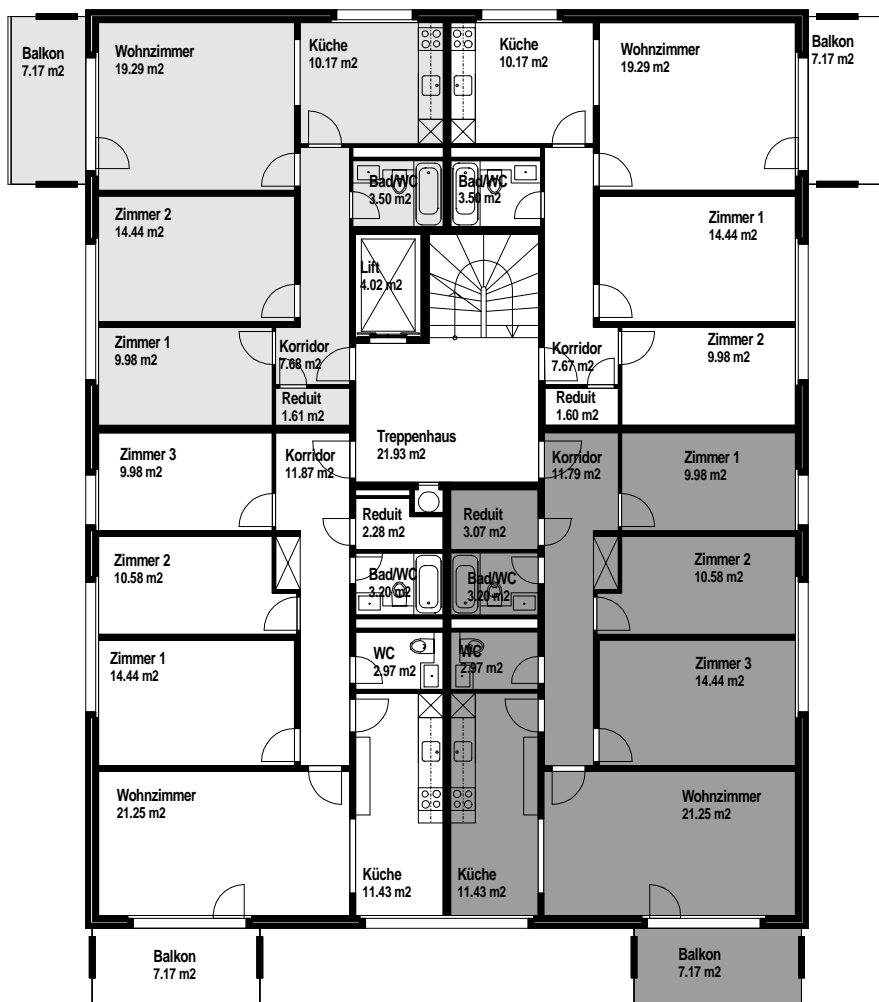 Balkon
7.17 m2
Wohnzimmer
19.29 m2
Küche
10.17 m2
Küche
10.17 m2
Wohnzimmer
19.29 m2
Balkon
7.17 m2
Bad/WC
3.50 m2
Bad/WC
3.50 m2
Zimmer 2
14.44 m2
Zimmer 1
14.44 m2
Lift
4.02 m2
Zimmer 1
9.98 m2
Korridor
7.68 m2
Korridor
7.67 m2
Zimmer 2
9.98 m2
Reduit
1.61 m2
Reduit
1.60 m2
Treppenhaus
21.93 m2
Zimmer 3
9.98 m2
Korridor
11.87 m2
Korridor
11.79 m2
Zimmer 1
9.98 m2
Reduit
2.28 m2
Reduit
3.07 m2
Zimmer 2
10.58 m2
Bad/WC
3.20 m2
Bad/WC
3.20 m2
Zimmer 2
10.58 m2
Zimmer 1
14.44 m2
WC
2.97 m2
WC
2.97 m2
Zimmer 3
14.44 m2
Wohnzimmer
21.25 m2
Küche
11.43 m2
Küche
11.43 m2
Wohnzimmer
21.25 m2
Balkon
7.17 m2
Balkon
7.17 m2